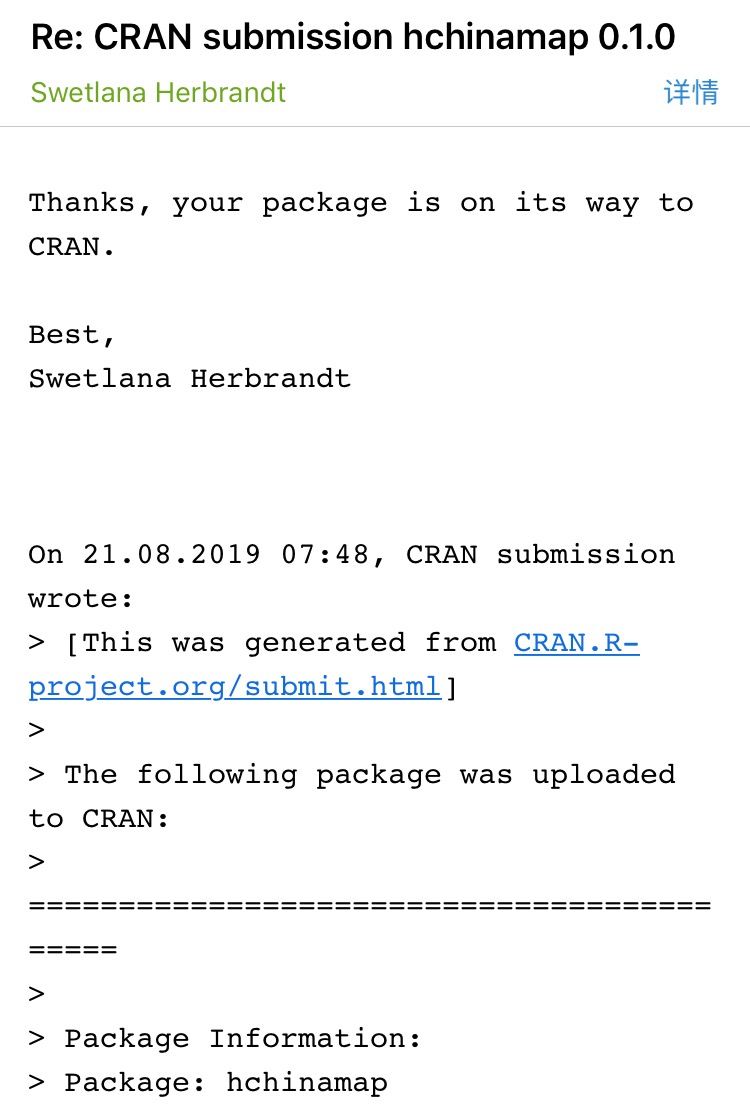 Re: CRAN submission hchinamap 0.1.0
Swetlana Herbrandt 详情
Thanks, your package is on its way to
CRAN.
Best,
Swetlana Herbrandt
On 21.08.2019 07:48, CRAN submission
wrote:
> [This was generated from CRAN.R-
project.org/submit.html]
>
> The following package was uploaded
to CRAN:
>
======================================
=====
>
> Package Information:
> Package: hchinamap